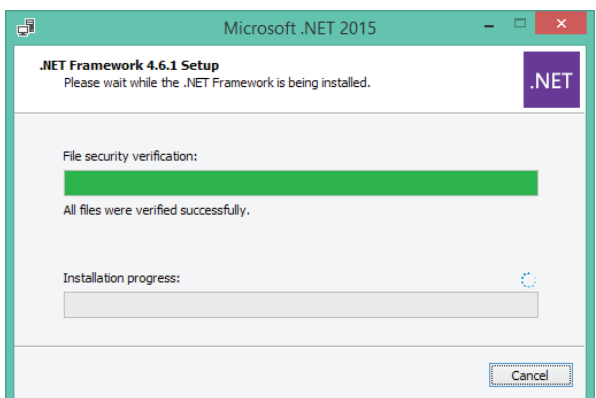 Microsoft .NET 2015
.NET Framework 4.6.1 Setup
Please wait while the .NET Framework is being installed.
.NET
File security verification:
All files were verified successfully.
Installation progress:
Cancel